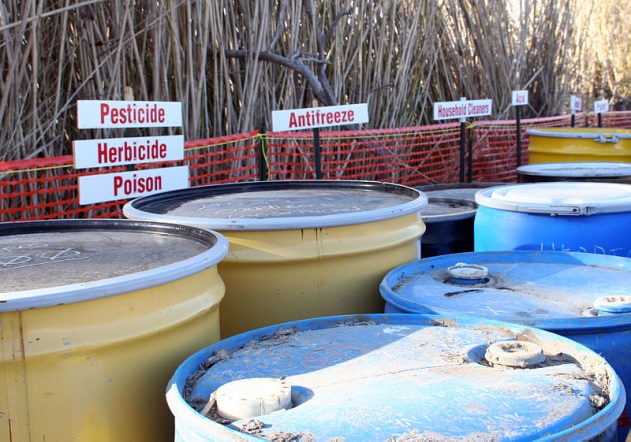 Pesticide
Herbicide
Poison
Antifreeze
Household Cleaners
Acid